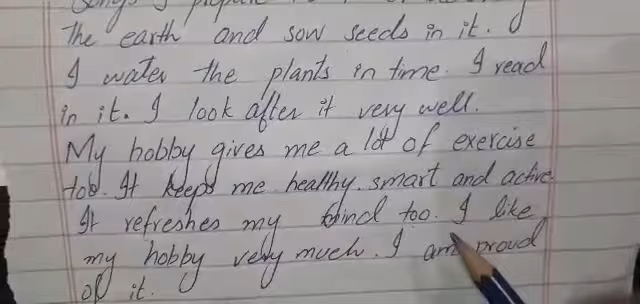 songs I prepare
the earth and sow seeds in it. I
I water the plants in time. I read
in it. I look after it very well.
My hobby gives me a lot of exercise
too. It keeps me healthy. smart and active
It refreshes my mind too. I like
my hobby very much. I am proud
of it.